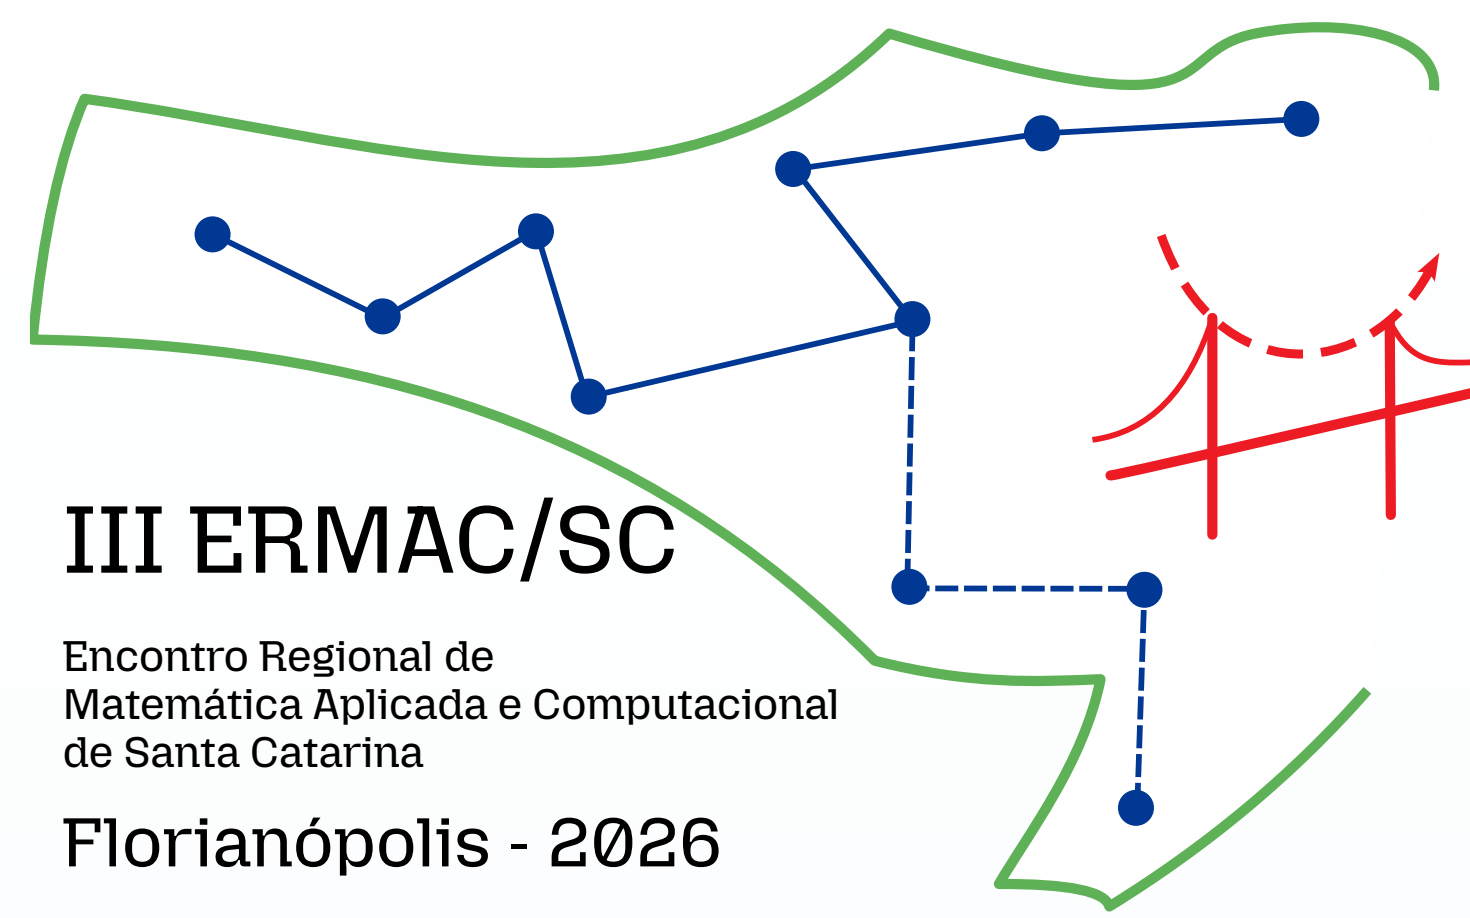 III ERMAC/SC
Encontro Regional de
Matemática Aplicada e Computacional
de Santa Catarina
Florianópolis - 2026